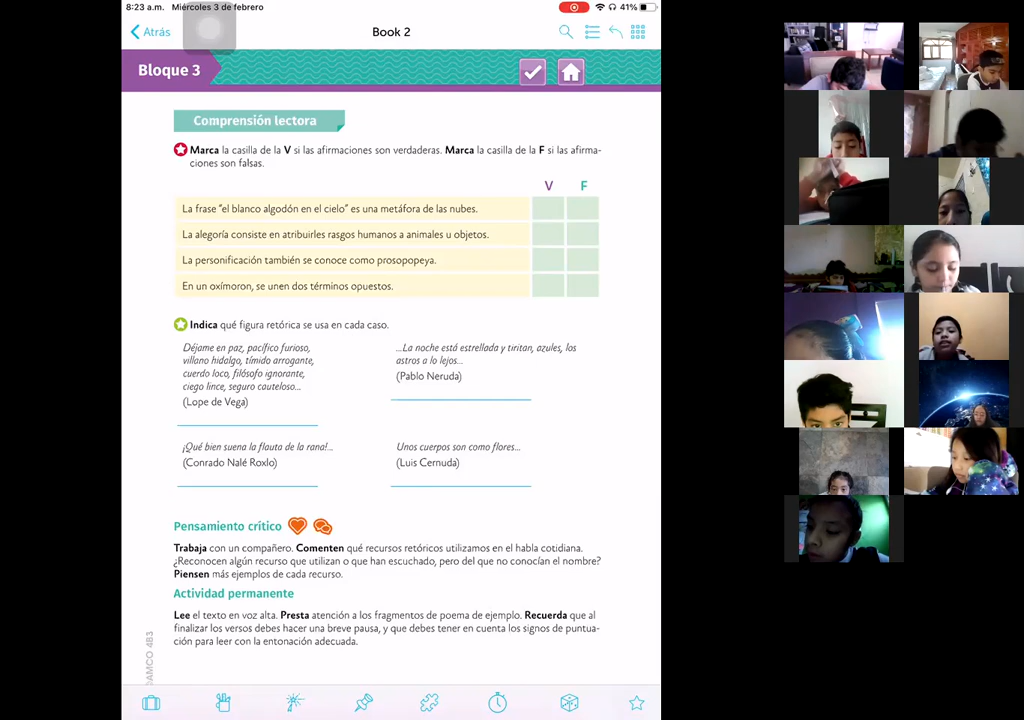 8:23 a.m. Miércoles 3 de febrero
41%
Atrás
Book 2
Bloque 3
Comprensión lectora
Marca la casilla de la V si las afirmaciones son verdaderas. Marca la casilla de la F si las afirma-
ciones son falsas.
V F
La frase "el blanco algodón en el cielo" es una metáfora de las nubes.
La alegoría consiste en atribuirles rasgos humanos a animales u objetos.
La personificación también se conoce como prosopopeya.
En un oxímoron, se unen dos términos opuestos.
Indica qué figura retórica se usa en cada caso.
Déjame en paz, pacífico furioso,
villano hidalgo, tímido arrogante,
cuerdo loco, filósofo ignorante,
ciego lince, seguro cauteloso...
(Lope de Vega)
...La noche está estrellada y tiritan, azules, los
astros a lo lejos...
(Pablo Neruda)
¡Qué bien suena la flauta de la rana!...
(Conrado Nalé Roxlo)
Unos cuerpos son como flores...
(Luis Cernuda)
Pensamiento crítico
Trabaja con un compañero. Comenten qué recursos retóricos utilizamos en el habla cotidiana.
¿Reconocen algún recurso que utilizan o que han escuchado, pero del que no conocían el nombre?
Piensen más ejemplos de cada recurso.
Actividad permanente
Lee el texto en voz alta. Presta atención a los fragmentos de poema de ejemplo. Recuerda que al
finalizar los versos debes hacer una breve pausa, y que debes tener en cuenta los signos de puntua-
ción para leer con la entonación adecuada.
AMCO 4B3